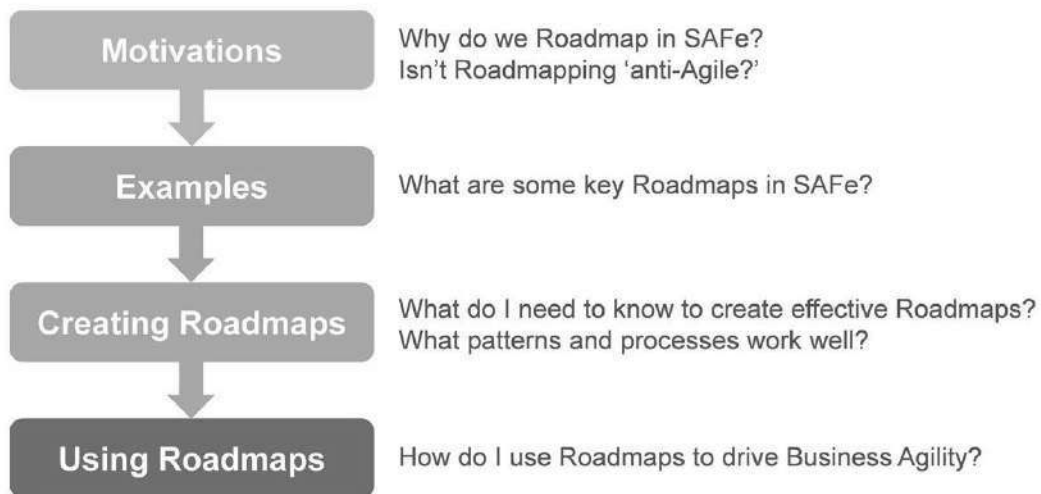 Motivations
Why do we Roadmap in SAFe?
Isn’t Roadmapping ‘anti-Agile?’
Examples
What are some key Roadmaps in SAFe?
Creating Roadmaps
What do I need to know to create effective Roadmaps?
What patterns and processes work well?
Using Roadmaps
How do I use Roadmaps to drive Business Agility?